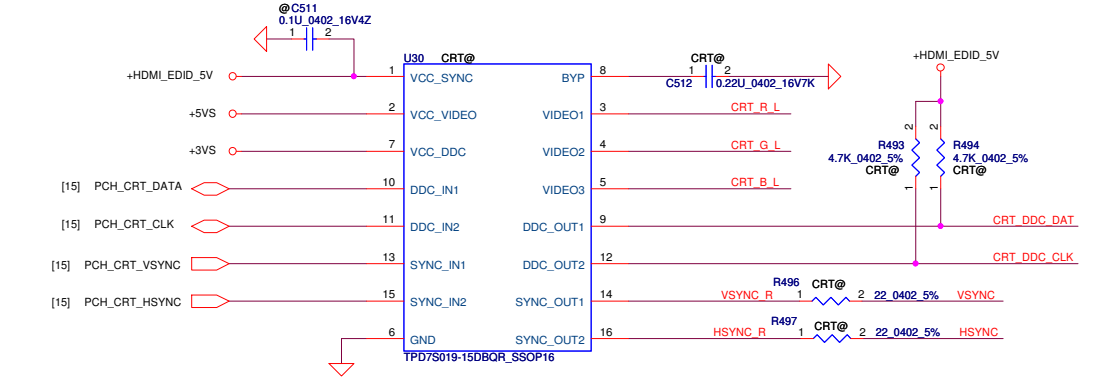 @ C511
0.1U_0402_16V4Z
1 2
U30 CRT@
+HDMI_EDID_5V 1 VCC_SYNC BYP 8
CRT@
1 2
C512 0.22U_0402_16V7K
+HDMI_EDID_5V
+5VS 2 VCC_VIDEO VIDEO1 3 CRT_R_L
+3VS 7 VCC_DDC VIDEO2 4 CRT_G_L
2 2
R493 R494
4.7K_0402_5% 4.7K_0402_5%
CRT@ CRT@
1 1
[15] PCH_CRT_DATA 10 DDC_IN1 VIDEO3 5 CRT_B_L
[15] PCH_CRT_CLK 11 DDC_IN2 DDC_OUT1 9 CRT_DDC_DAT
[15] PCH_CRT_VSYNC 13 SYNC_IN1 DDC_OUT2 12 CRT_DDC_CLK
R496 CRT@
[15] PCH_CRT_HSYNC 15 SYNC_IN2 SYNC_OUT1 14 VSYNC_R 1 2 22_0402_5% VSYNC
R497 CRT@
6 GND SYNC_OUT2 16 HSYNC_R 1 2 22_0402_5% HSYNC
TPD7S019-15DBQR_SSOP16